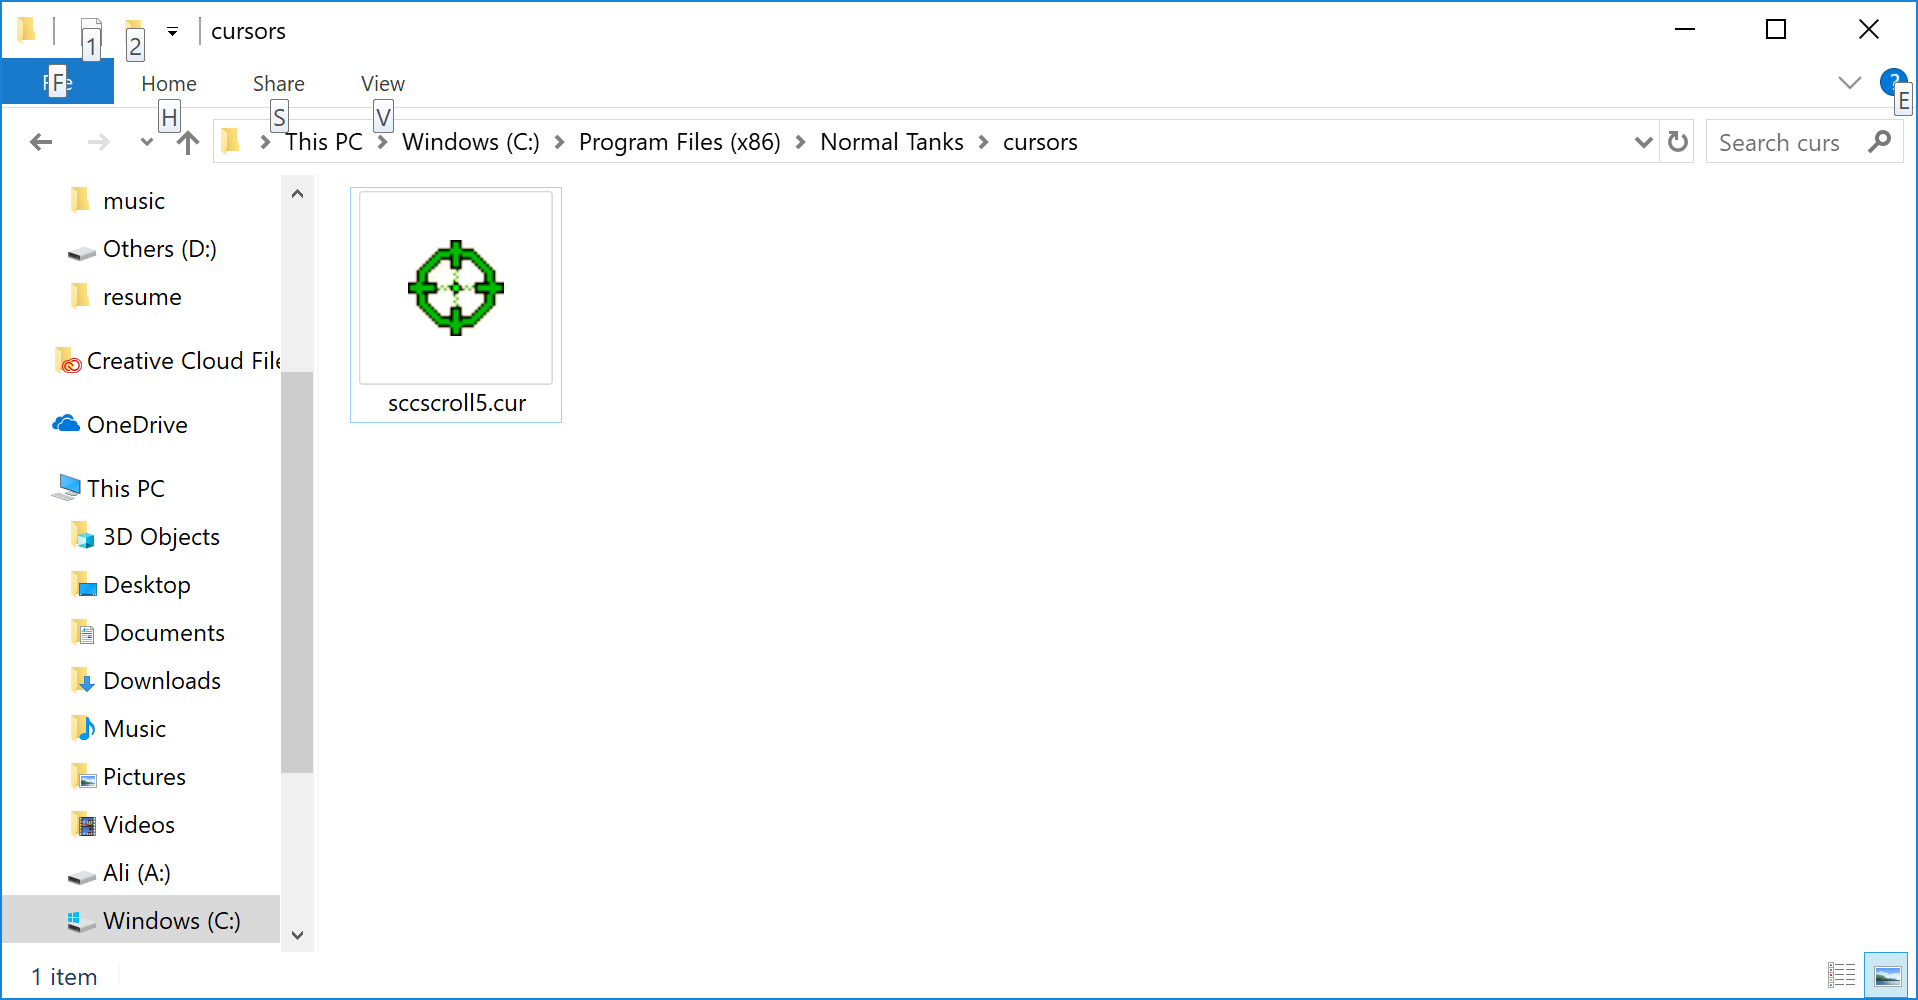 1 2 cursors
F Home Share View ?
H S V E
This PC Windows (C:) Program Files (x86) Normal Tanks cursors Search curs
music
Others (D:)
resume
Creative Cloud File
OneDrive
This PC
3D Objects
Desktop
Documents
Downloads
Music
Pictures
Videos
Ali (A:)
Windows (C:)
sccscroll5.cur
1 item